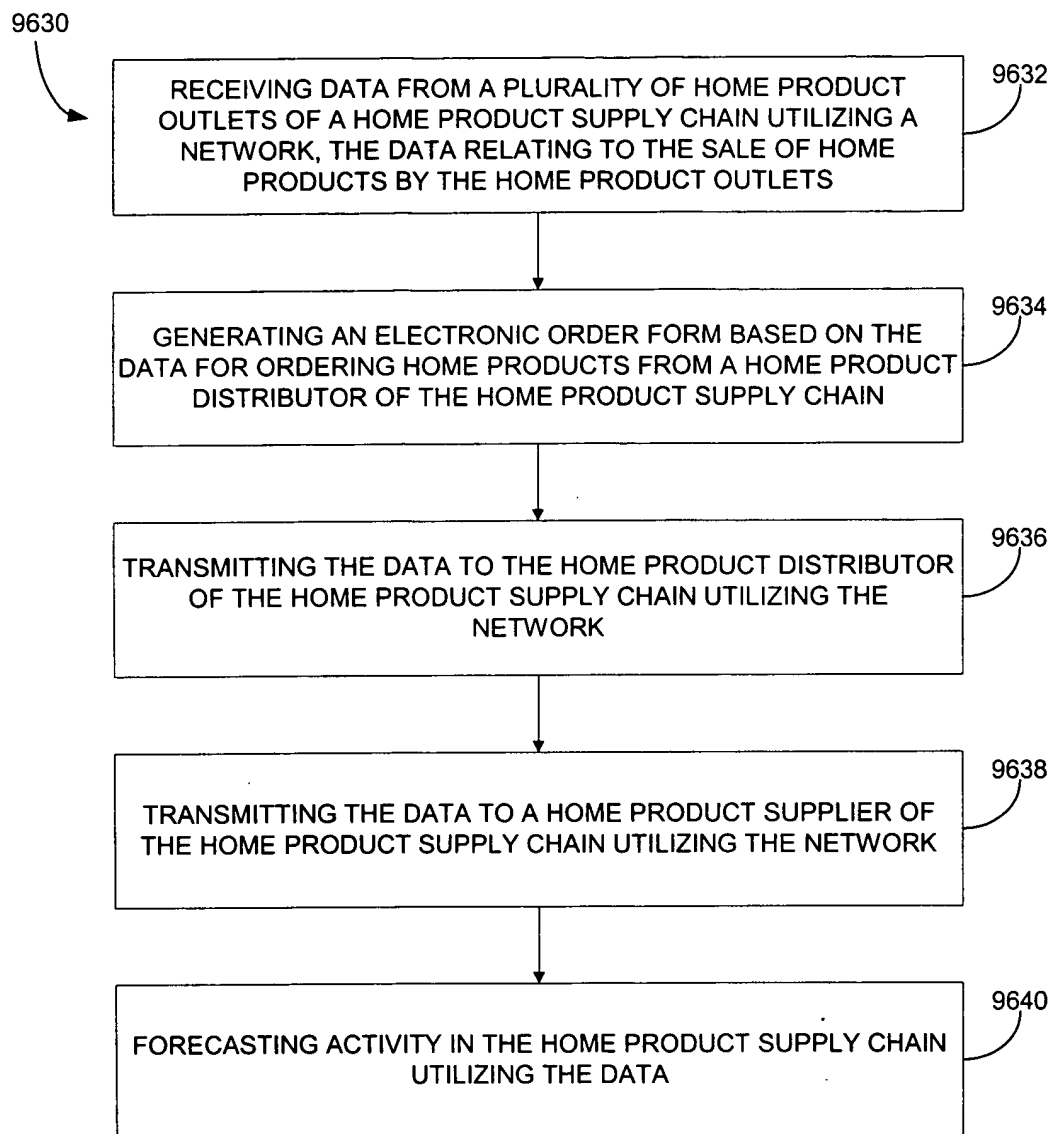 9630
9632
RECEIVING DATA FROM A PLURALITY OF HOME PRODUCT
OUTLETS OF A HOME PRODUCT SUPPLY CHAIN UTILIZING A
NETWORK, THE DATA RELATING TO THE SALE OF HOME
PRODUCTS BY THE HOME PRODUCT OUTLETS
9634
GENERATING AN ELECTRONIC ORDER FORM BASED ON THE
DATA FOR ORDERING HOME PRODUCTS FROM A HOME PRODUCT
DISTRIBUTOR OF THE HOME PRODUCT SUPPLY CHAIN
9636
TRANSMITTING THE DATA TO THE HOME PRODUCT DISTRIBUTOR
OF THE HOME PRODUCT SUPPLY CHAIN UTILIZING THE
NETWORK
9638
TRANSMITTING THE DATA TO A HOME PRODUCT SUPPLIER OF
THE HOME PRODUCT SUPPLY CHAIN UTILIZING THE NETWORK
9640
FORECASTING ACTIVITY IN THE HOME PRODUCT SUPPLY CHAIN
UTILIZING THE DATA